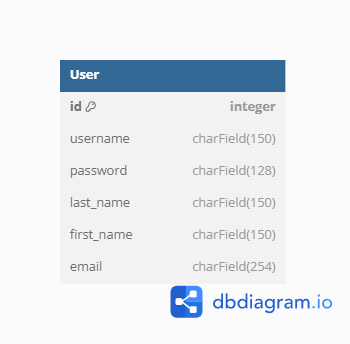 User
id integer
username charField(150)
password charField(128)
last_name charField(150)
first_name charField(150)
email charField(254)
dbdiagram.io